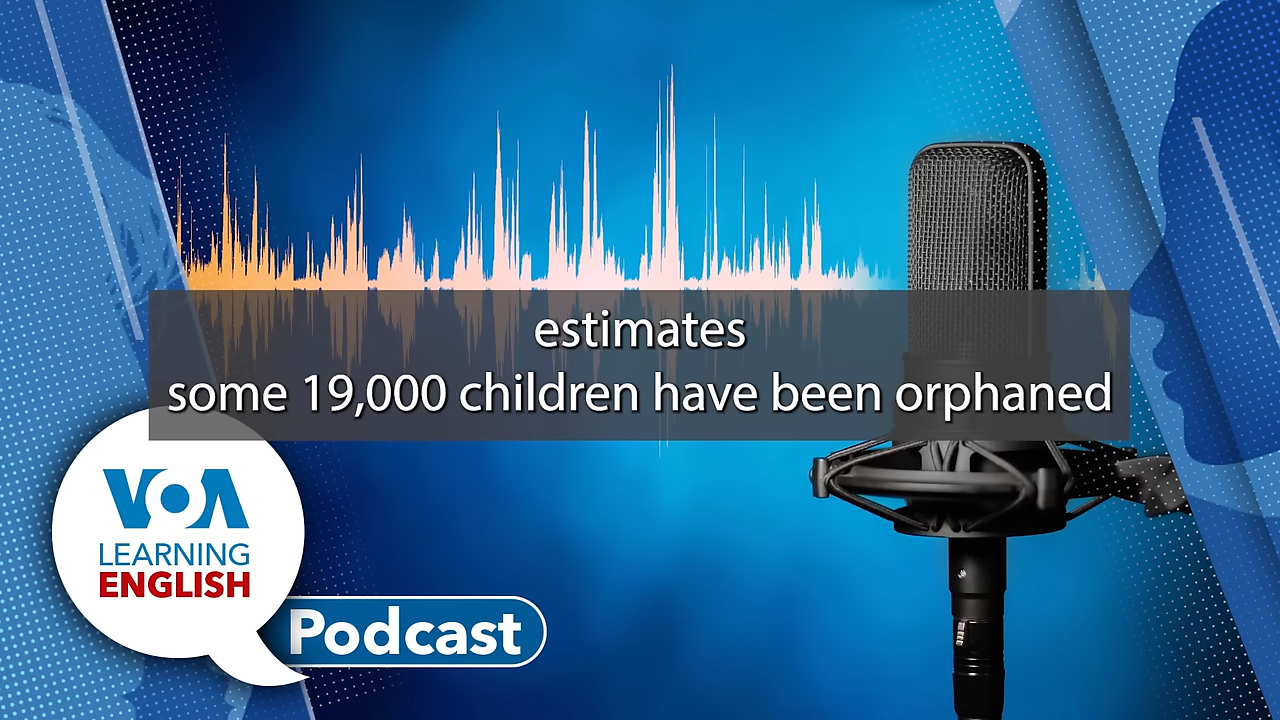 estimates
some 19,000 children have been orphaned
VOA
LEARNING
ENGLISH
Podcast